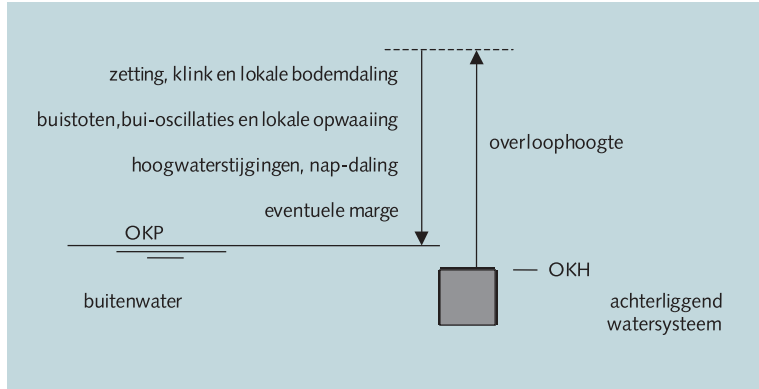 zetting, klink en lokale bodemdaling
buistoten,bui-oscillaties en lokale opwaaiing
overloophoogte
hoogwaterstijgingen, nap-daling
eventuele marge
OKP
OKH
buitenwater
achterliggend
watersysteem